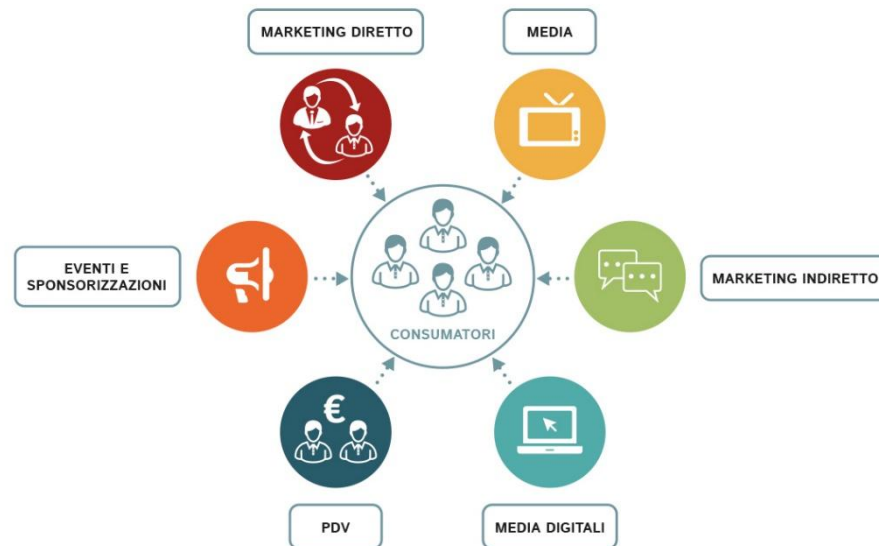 MARKETING DIRETTO
MEDIA
EVENTI E
SPONSORIZZAZIONI
MARKETING INDIRETTO
€
CONSUMATORI
PDV
MEDIA DIGITALI